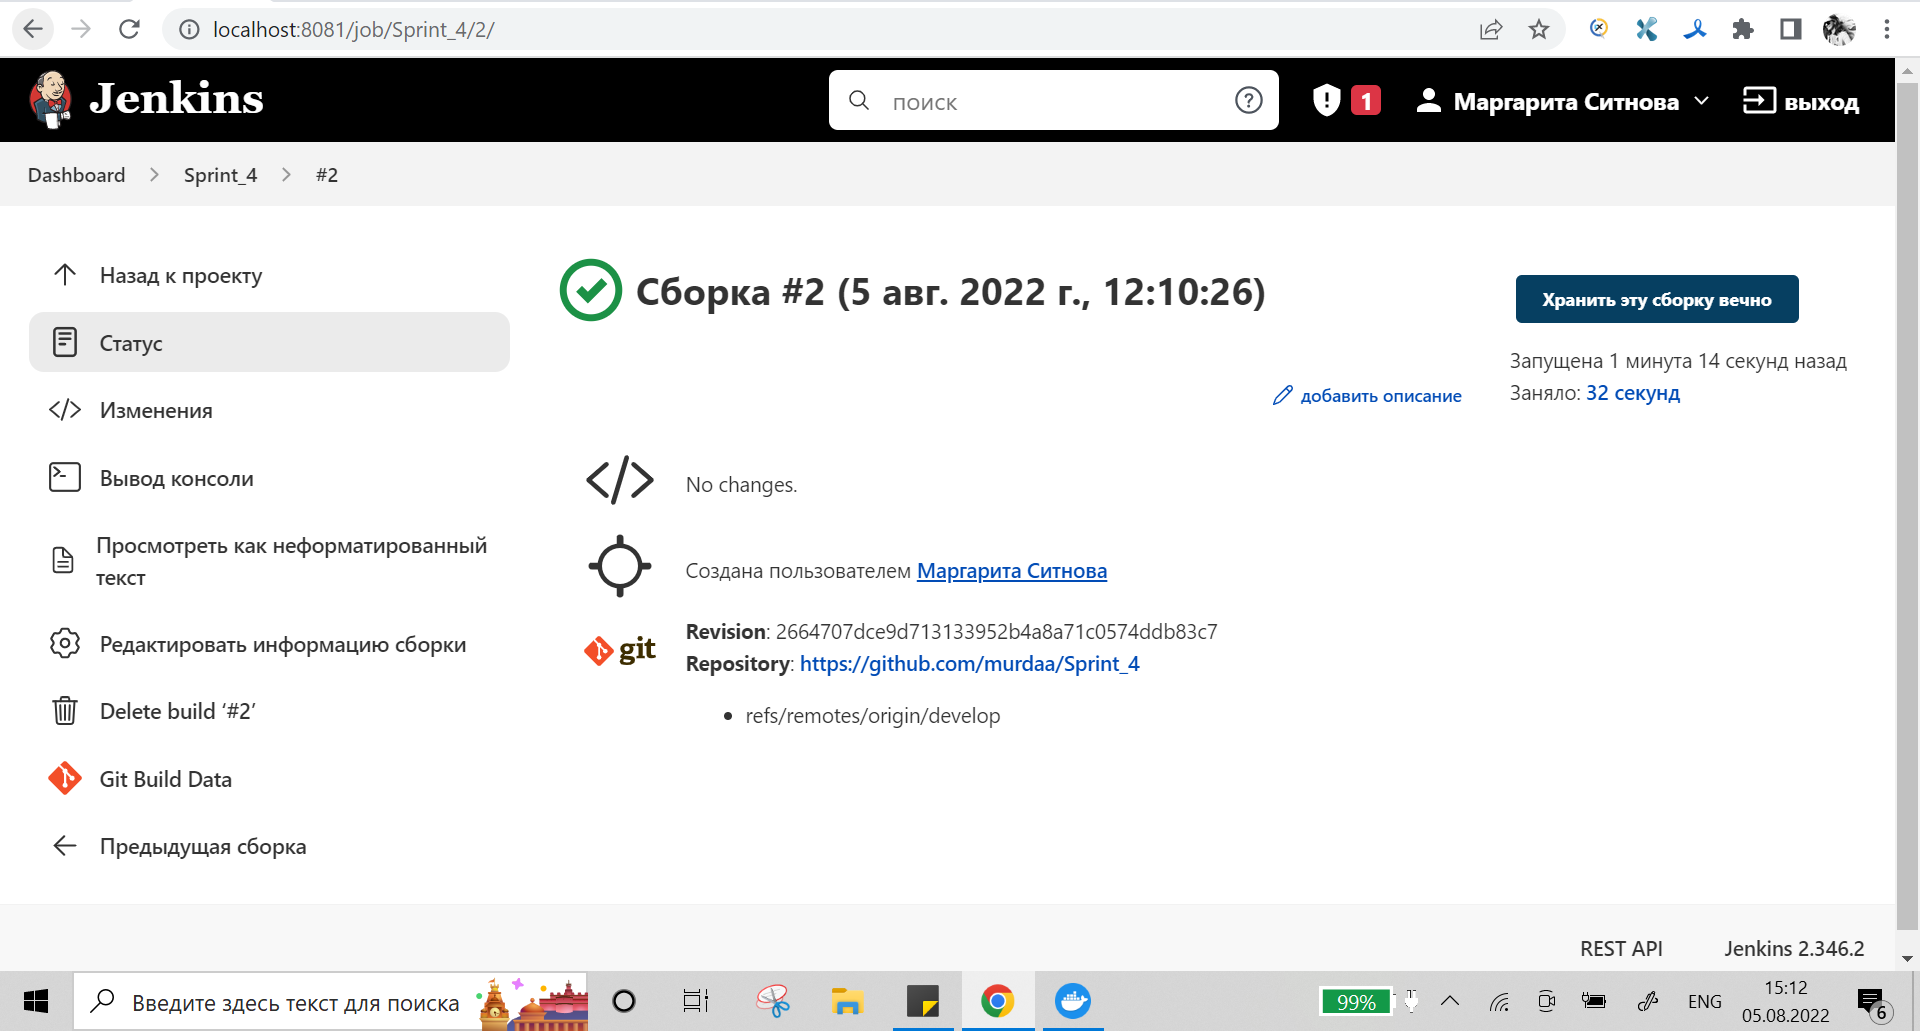 localhost:8081/job/Sprint_4/2/
Jenkins
поиск
1
Маргарита Ситнова
выход
Dashboard
Sprint_4
#2
Назад к проекту
Статус
Изменения
Вывод консоли
Просмотреть как неформатированный
текст
Редактировать информацию сборки
Delete build ‘#2’
Git Build Data
Предыдущая сборка
Сборка #2 (5 авг. 2022 г., 12:10:26)
Хранить эту сборку вечно
Запущена 1 минута 14 секунд назад
Заняло: 32 секунд
добавить описание
No changes.
Создана пользователем Маргарита Ситнова
git
Revision: 2664707dce9d713133952b4a8a71c0574ddb83c7
Repository: https://github.com/murdaa/Sprint_4
refs/remotes/origin/develop
REST API
Jenkins 2.346.2
Введите здесь текст для поиска
99%
ENG
15:12
05.08.2022
6